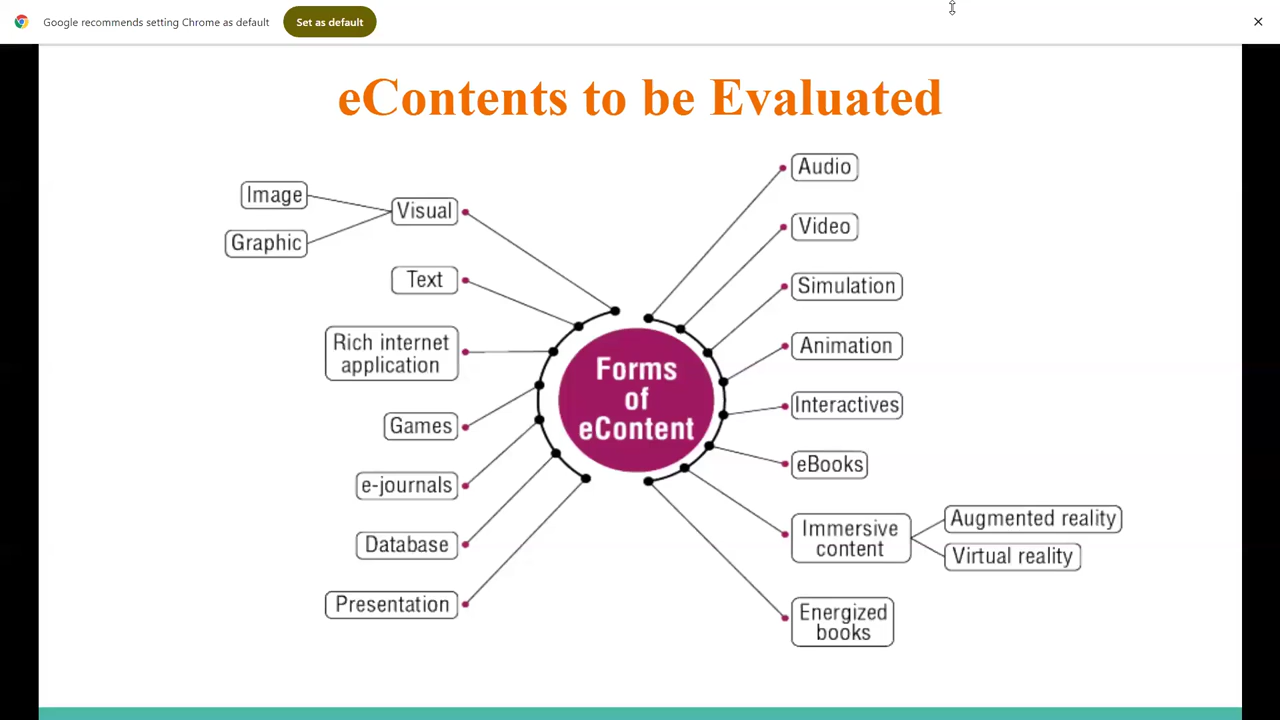 Google recommends setting Chrome as default
Set as default
eContents to be Evaluated
Image
Graphic
Visual
Text
Rich internet
application
Games
e-journals
Database
Presentation
Forms
of
eContent
Audio
Video
Simulation
Animation
Interactives
eBooks
Immersive
content
Augmented reality
Virtual reality
Energized
books